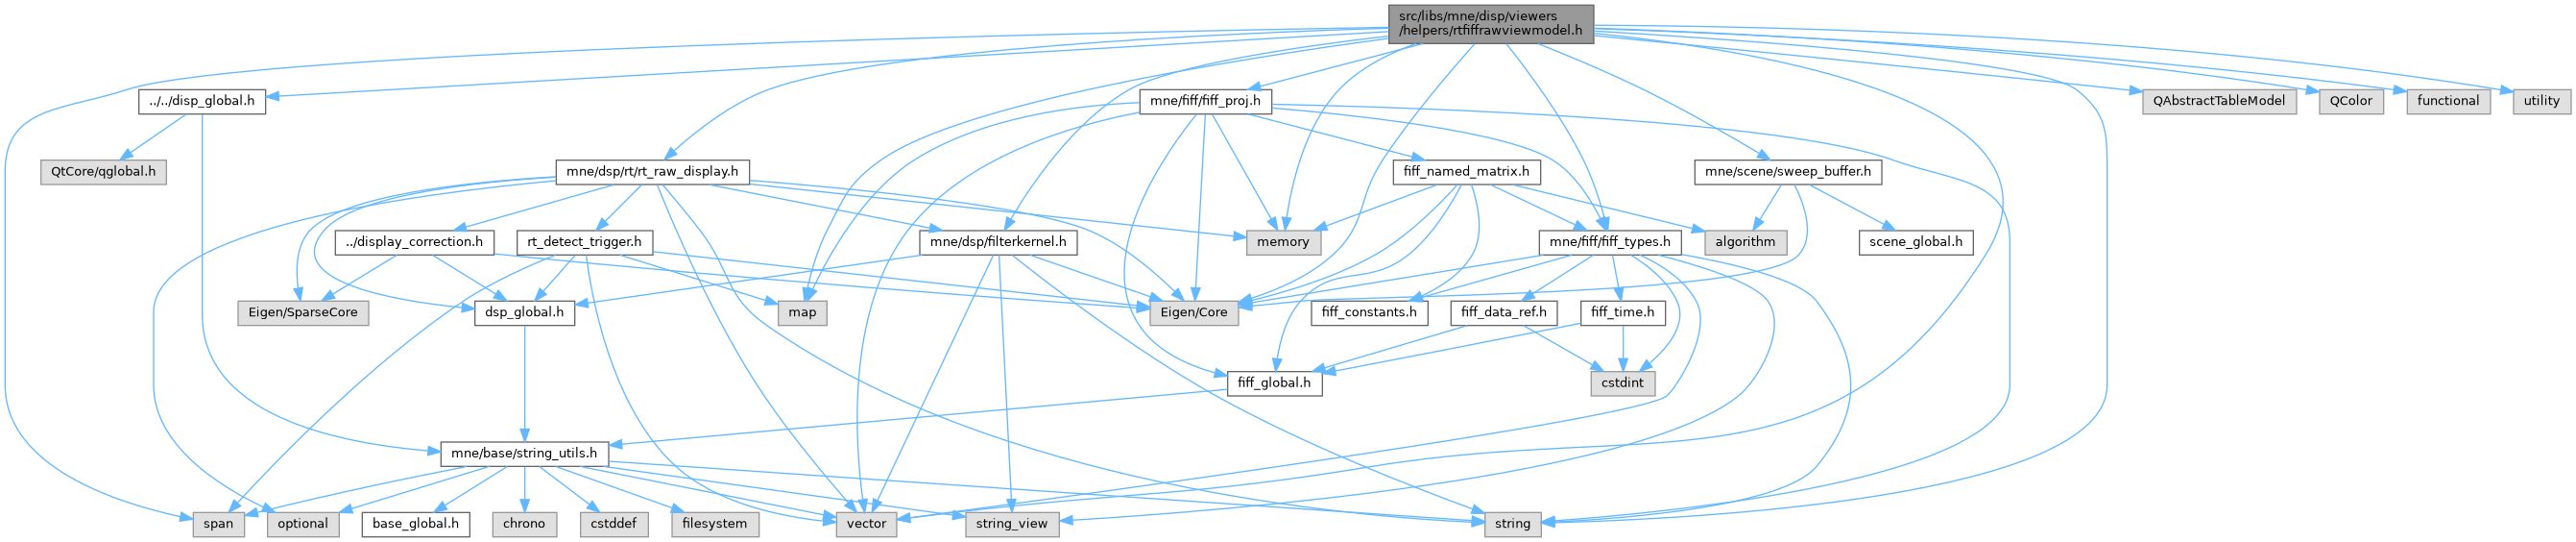 src/libs/mne/disp/viewers
/helpers/rtfiffrawviewmodel.h
../../disp_global.h
mne/fiff/fiff_proj.h
QAbstractTableModel
QColor
functional
utility
QtCore/qglobal.h
mne/dsp/rt/rt_raw_display.h
fiff_named_matrix.h
mne/scene/sweep_buffer.h
../display_correction.h
rt_detect_trigger.h
mne/dsp/filterkernel.h
memory
mne/fiff/fiff_types.h
algorithm
scene_global.h
Eigen/SparseCore
dsp_global.h
map
Eigen/Core
fiff_constants.h
fiff_data_ref.h
fiff_time.h
fiff_global.h
cstdint
mne/base/string_utils.h
span
optional
base_global.h
chrono
cstddef
filesystem
vector
string_view
string